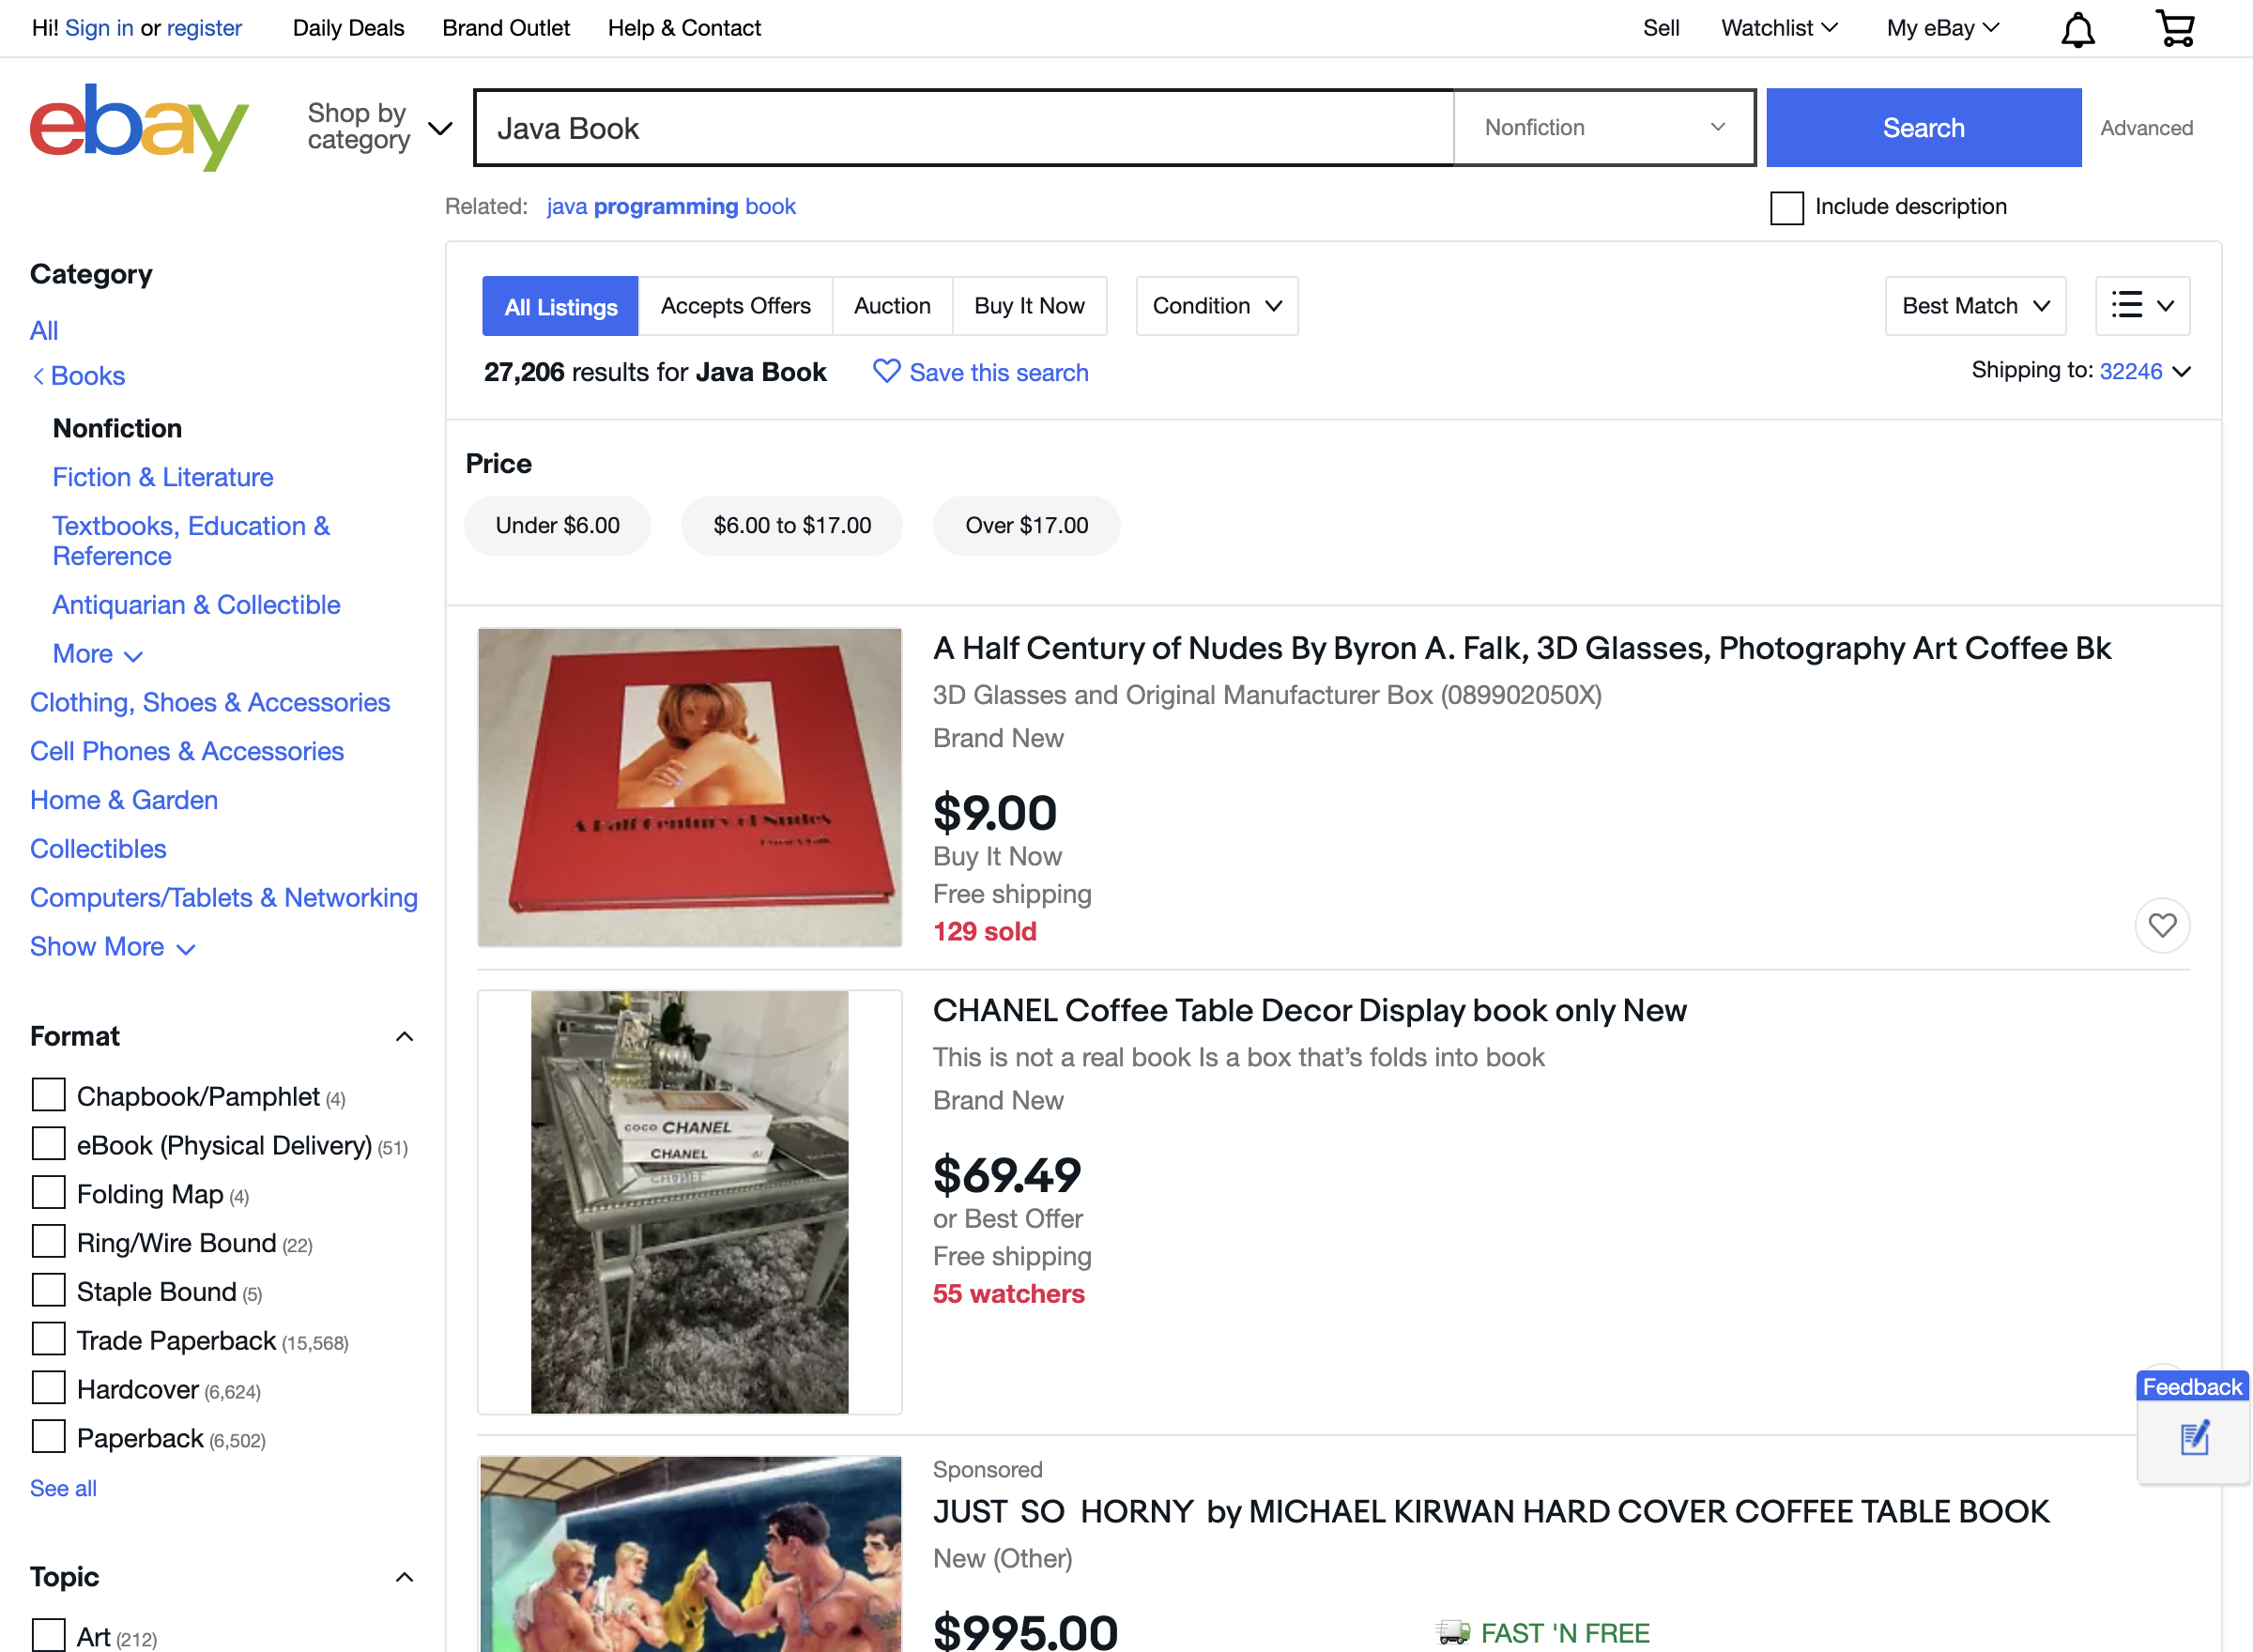 Hi! Sign in or register
Daily Deals
Brand Outlet
Help & Contact
Sell
Watchlist
My eBay
ebay
Shop by
category
Java Book
Nonfiction
Search
Advanced
Related: java programming book
Include description
Category
All
Books
Nonfiction
Fiction & Literature
Textbooks, Education &
Reference
Antiquarian & Collectible
More
Clothing, Shoes & Accessories
Cell Phones & Accessories
Home & Garden
Collectibles
Computers/Tablets & Networking
Show More
Format
Chapbook/Pamphlet (4)
eBook (Physical Delivery) (51)
Folding Map (4)
Ring/Wire Bound (22)
Staple Bound (5)
Trade Paperback (15,568)
Hardcover (6,624)
Paperback (6,502)
See all
Topic
Art (212)
All Listings
Accepts Offers
Auction
Buy It Now
Condition
Best Match
27,206 results for Java Book
Save this search
Shipping to: 32246
Price
Under $6.00
$6.00 to $17.00
Over $17.00
A Half Century of Nudes
A Half Century of Nudes By Byron A. Falk, 3D Glasses, Photography Art Coffee Bk
3D Glasses and Original Manufacturer Box (089902050X)
Brand New
$9.00
Buy It Now
Free shipping
129 sold
COCO CHANEL
CHANEL
CHANEL Coffee Table Decor Display book only New
This is not a real book Is a box that’s folds into book
Brand New
$69.49
or Best Offer
Free shipping
55 watchers
Feedback
Sponsored
JUST SO HORNY by MICHAEL KIRWAN HARD COVER COFFEE TABLE BOOK
New (Other)
$995.00
FAST 'N FREE